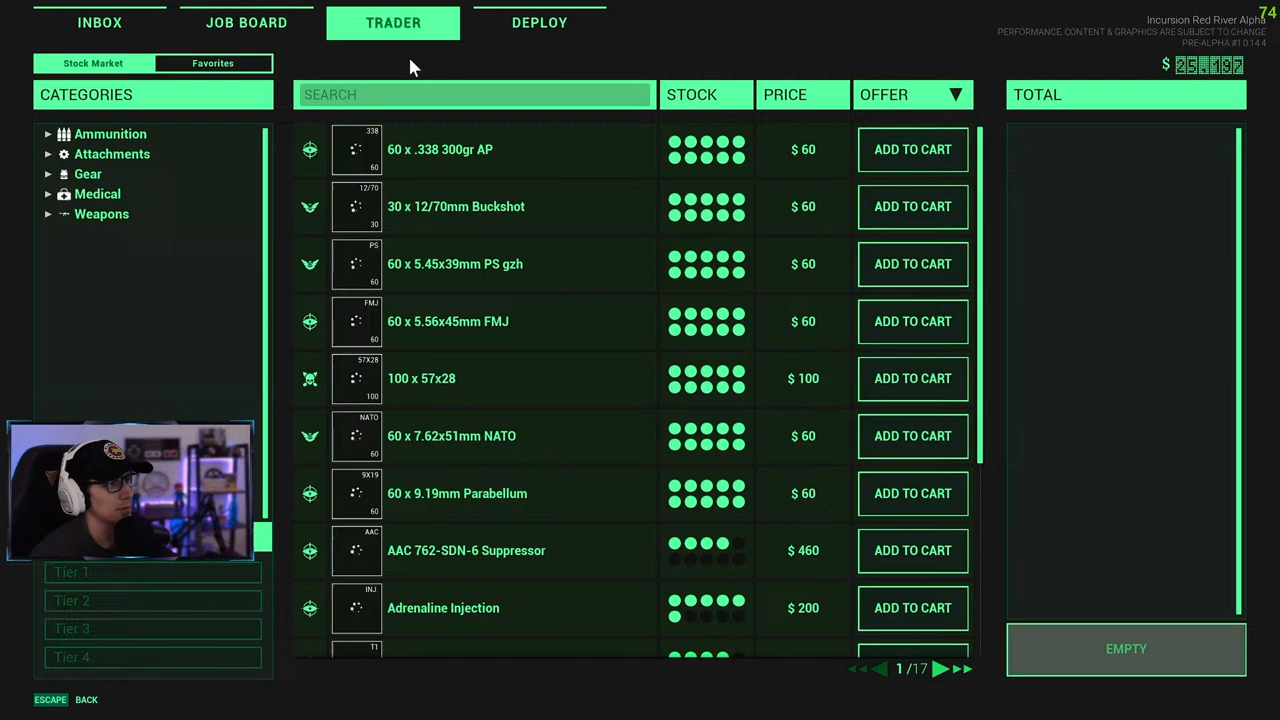 74
INBOX
JOB BOARD
TRADER
DEPLOY
Incursion Red River Alpha
PERFORMANCE, CONTENT & GRAPHICS ARE SUBJECT TO CHANGE
PRE-ALPHA #1.0.14.4
Stock Market
Favorites
$ 25.197
CATEGORIES
SEARCH
STOCK
PRICE
OFFER
TOTAL
Ammunition
Attachments
Gear
Medical
Weapons
.338
60
60 x .338 300gr AP
$ 60
ADD TO CART
12/70
30
30 x 12/70mm Buckshot
$ 60
ADD TO CART
PS
60
60 x 5.45x39mm PS gzh
$ 60
ADD TO CART
FMJ
60
60 x 5.56x45mm FMJ
$ 60
ADD TO CART
57X28
100
100 x 57x28
$ 100
ADD TO CART
NATO
60
60 x 7.62x51mm NATO
$ 60
ADD TO CART
9X19
60
60 x 9.19mm Parabellum
$ 60
ADD TO CART
AAC
AAC 762-SDN-6 Suppressor
$ 460
ADD TO CART
INJ
Adrenaline Injection
$ 200
ADD TO CART
T1
Tier 1
Tier 2
Tier 3
Tier 4
1/17
EMPTY
ESCAPE BACK